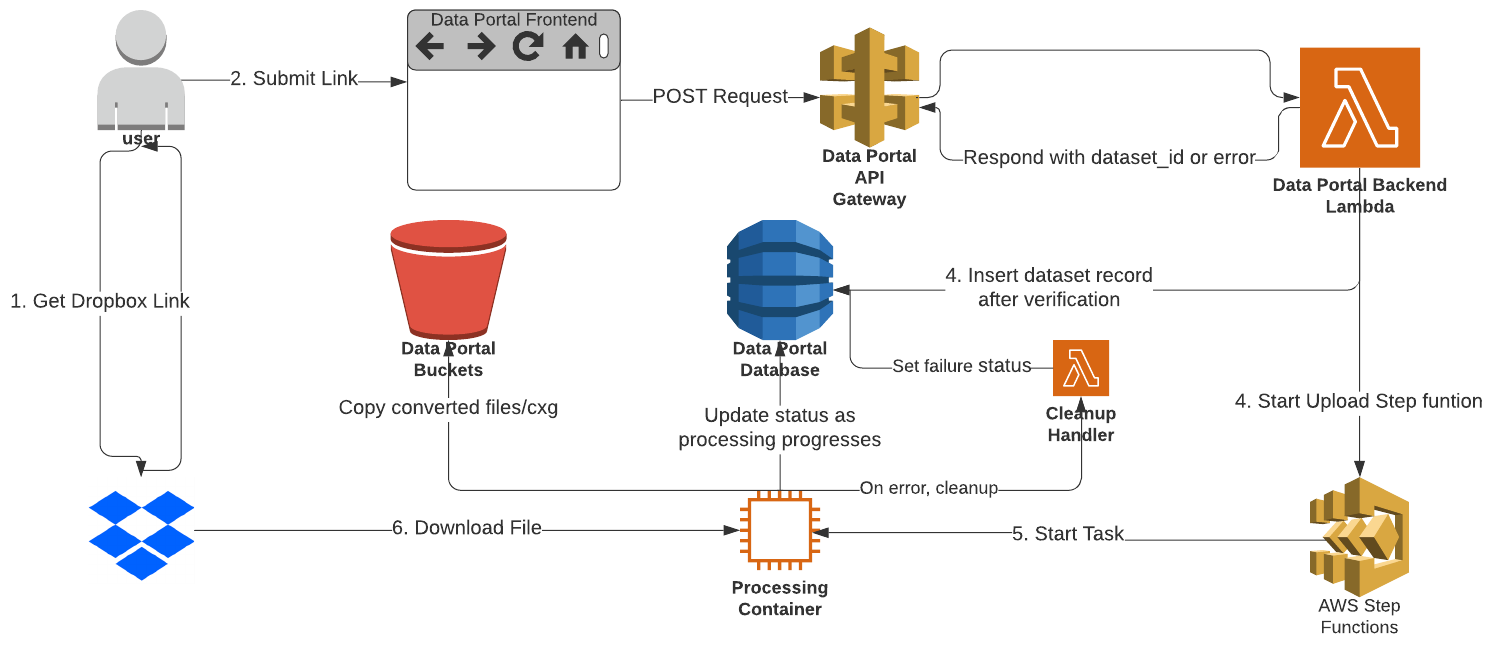 Data Portal Frontend
2. Submit Link
POST Request
user
Data Portal
API
Gateway
Respond with dataset_id or error
Data Portal Backend
Lambda
1. Get Dropbox Link
4. Insert dataset record
after verification
Data Portal
Buckets
Data Portal
Database
Set failure status
Copy converted files/cxg
Update status as
processing progresses
Cleanup
Handler
4. Start Upload Step funtion
On error, cleanup
6. Download File
5. Start Task
Processing
Container
AWS Step
Functions